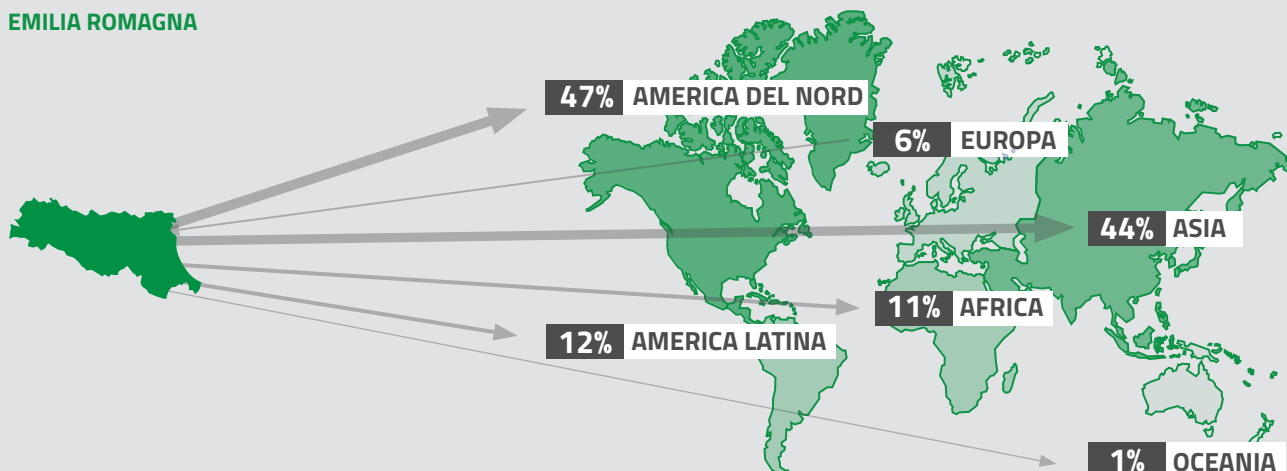 EMILIA ROMAGNA
47% AMERICA DEL NORD
6% EUROPA
44% ASIA
11% AFRICA
12% AMERICA LATINA
1% OCEANIA